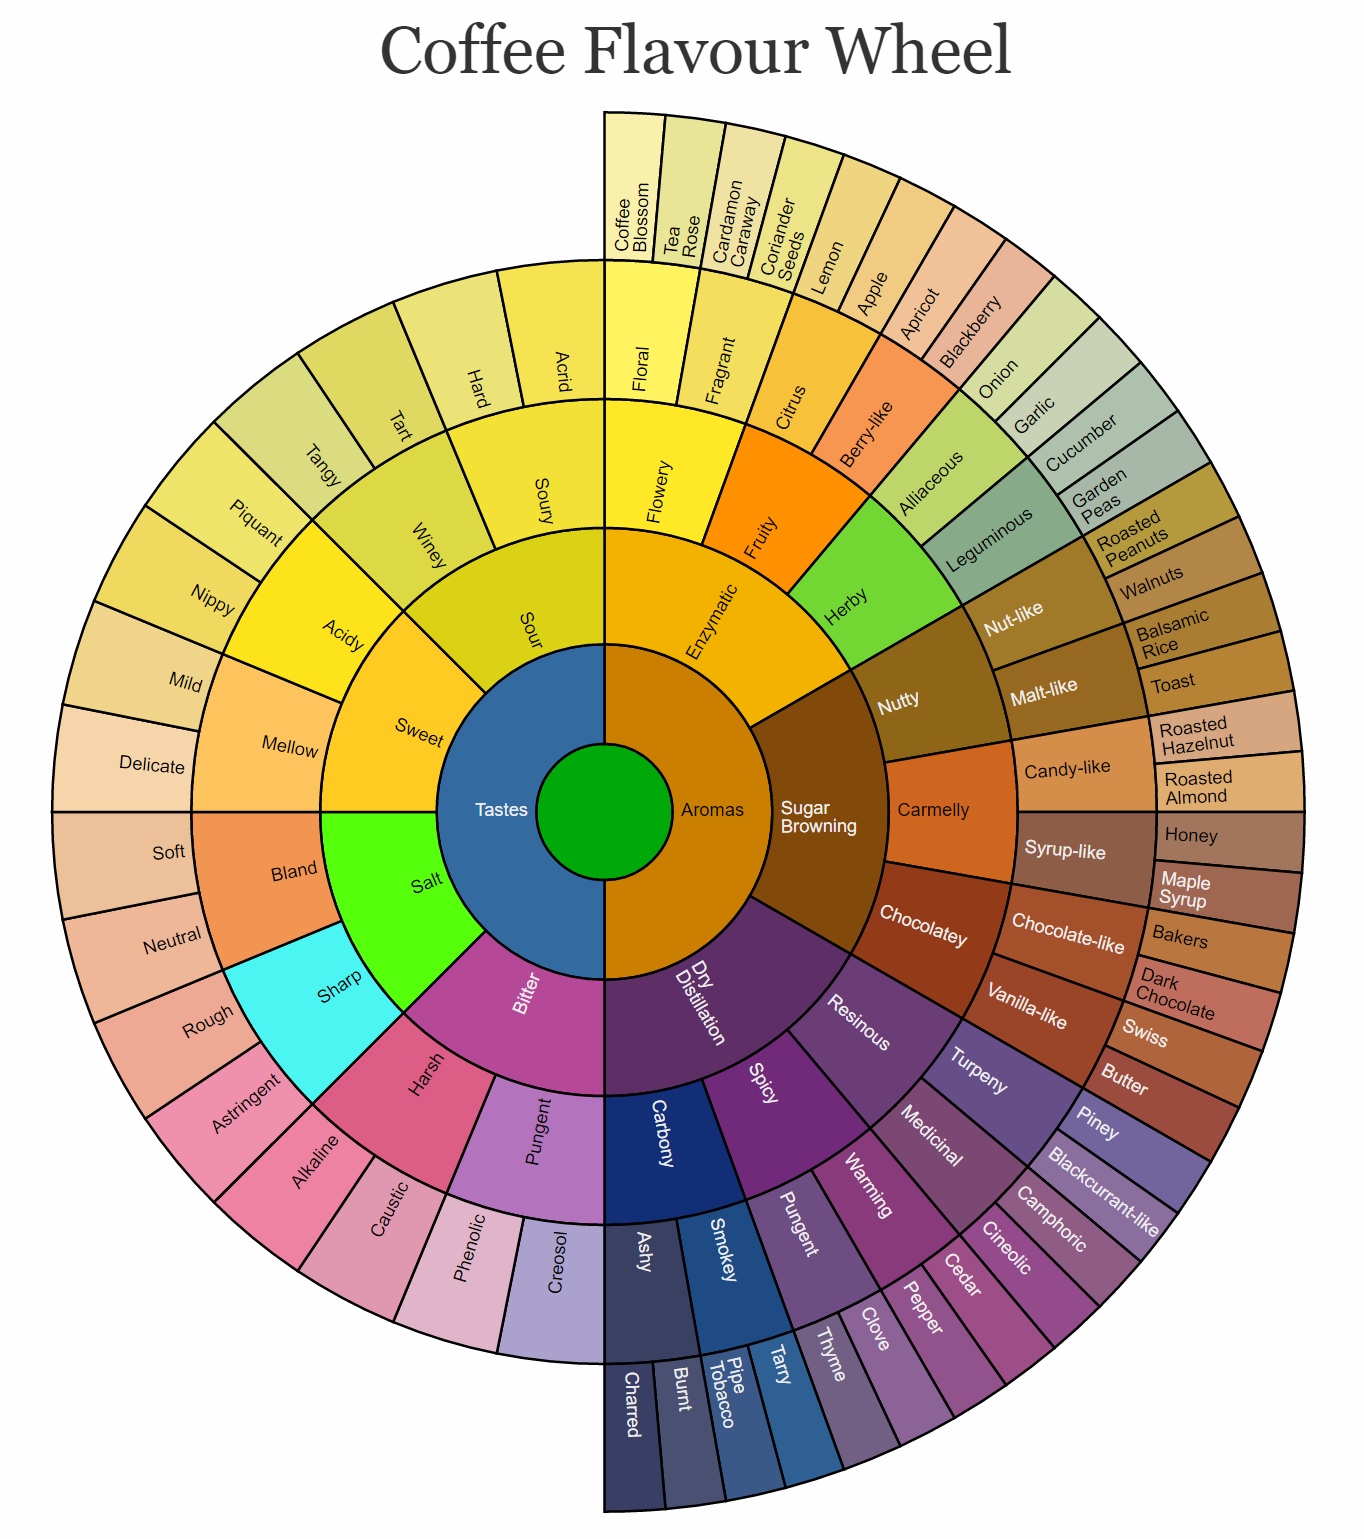 Coffee Flavour Wheel
Aromas
Enzymatic
Flowery
Floral
Coffee
Blossom
Tea
Rose
Fragrant
Cardamon
Caraway
Coriander
Seeds
Fruity
Citrus
Lemon
Apple
Berry-like
Apricot
Blackberry
Herby
Alliaceous
Onion
Garlic
Leguminous
Cucumber
Garden
Peas
Sugar
Browning
Nutty
Nut-like
Roasted
Peanuts
Walnuts
Malt-like
Balsamic
Rice
Toast
Carmelly
Candy-like
Roasted
Hazelnut
Roasted
Almond
Syrup-like
Honey
Maple
Syrup
Chocolatey
Chocolate-like
Bakers
Dark
Chocolate
Vanilla-like
Swiss
Butter
Dry
Distillation
Resinous
Turpeny
Piney
Blackcurrant-like
Medicinal
Camphoric
Cineolic
Spicy
Warming
Cedar
Pepper
Pungent
Clove
Thyme
Carbony
Smokey
Tarry
Pipe
Tobacco
Ashy
Burnt
Charred
Tastes
Bitter
Pungent
Creosol
Phenolic
Harsh
Caustic
Alkaline
Salt
Sharp
Astringent
Rough
Bland
Neutral
Soft
Sweet
Mellow
Delicate
Mild
Acidy
Nippy
Piquant
Sour
Winey
Tangy
Tart
Soury
Hard
Acrid